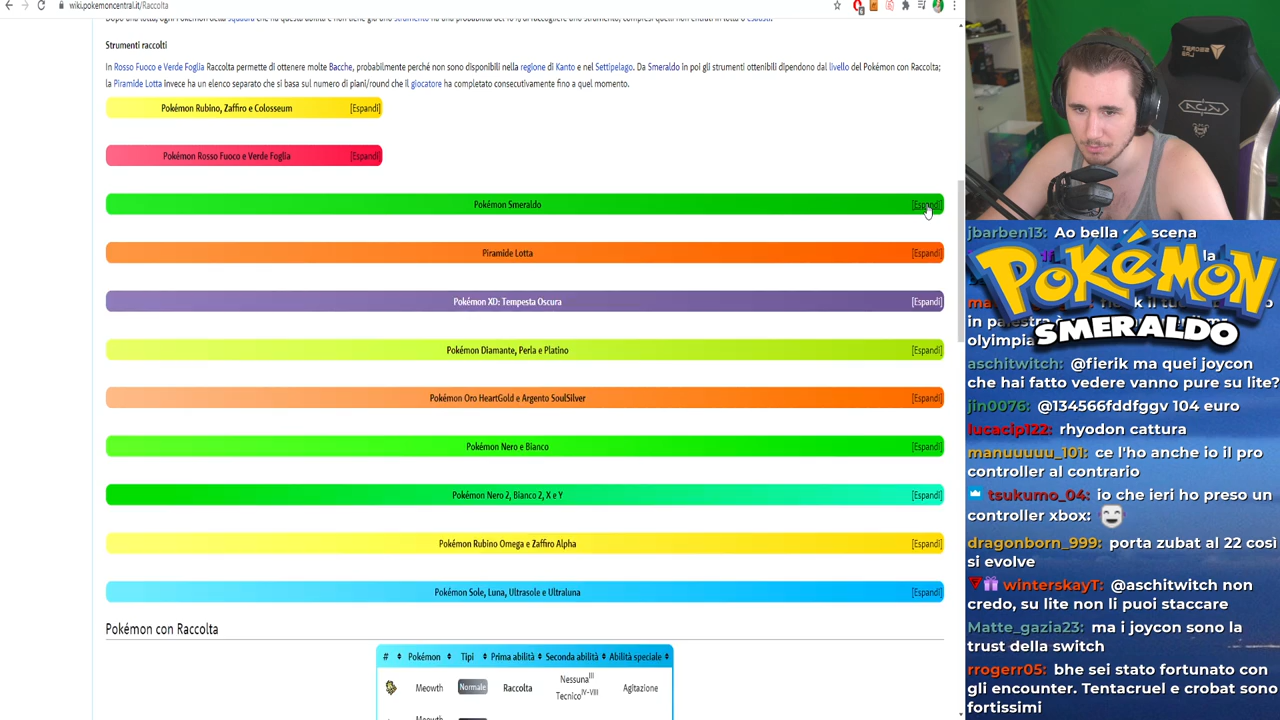 wiki.pokemoncentral.it/Raccolta
Strumenti raccolti
In Rosso Fuoco e Verde Foglia Raccolta permette di ottenere molte Bacche, probabilmente perché non sono disponibili nella regione di Kanto e nel Settipelago. Da Smeraldo in poi gli strumenti ottenibili dipendono dal livello del Pokémon con Raccolta;
la Piramide Lotta invece ha un elenco separato che si basa sul numero di piani/round che il giocatore ha completato consecutivamente fino a quel momento.
Pokémon Rubino, Zaffiro e Colosseum [Espandi]
Pokémon Rosso Fuoco e Verde Foglia [Espandi]
Pokémon Smeraldo [Espandi]
Piramide Lotta [Espandi]
Pokémon XD: Tempesta Oscura [Espandi]
Pokémon Diamante, Perla e Platino [Espandi]
Pokémon Oro HeartGold e Argento SoulSilver [Espandi]
Pokémon Nero e Bianco [Espandi]
Pokémon Nero 2, Bianco 2, X e Y [Espandi]
Pokémon Rubino Omega e Zaffiro Alpha [Espandi]
Pokémon Sole, Luna, Ultrasole e Ultraluna [Espandi]
Pokémon con Raccolta
# Pokémon Tipi Prima abilità Seconda abilità Abilità speciale
Meowth Normale Raccolta Nessuna III Agitazione
Tecnico IV-VIII
Meowth
jbarben13: Ao bella scena
POKÉMON
SMERALDO
aschitwitch: @fierik ma quei joycon
che hai fatto vedere vanno pure su lite?
jin0076: @134566fddfggv 104 euro
lucacip122: rhyodon cattura
manuuuuu_101: ce l'ho anche io il pro
controller al contrario
tsukumo_04: io che ieri ho preso un
controller xbox:
dragonborn_999: porta zubat al 22 così
si evolve
winterskayT: @aschitwitch non
credo, su lite non li puoi staccare
Matte_gazia23: ma i joycon sono la
trust della switch
rrogerr05: bhe sei stato fortunato con
gli encounter. Tentacruel e crobat sono
fortissimi